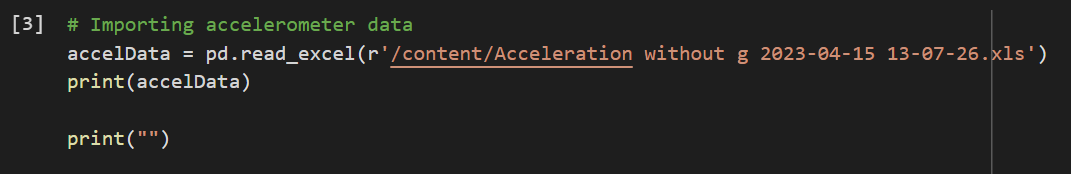 [3] # Importing accelerometer data
accelData = pd.read_excel(r'/content/Acceleration without g 2023-04-15 13-07-26.xls')
print(accelData)
print("")